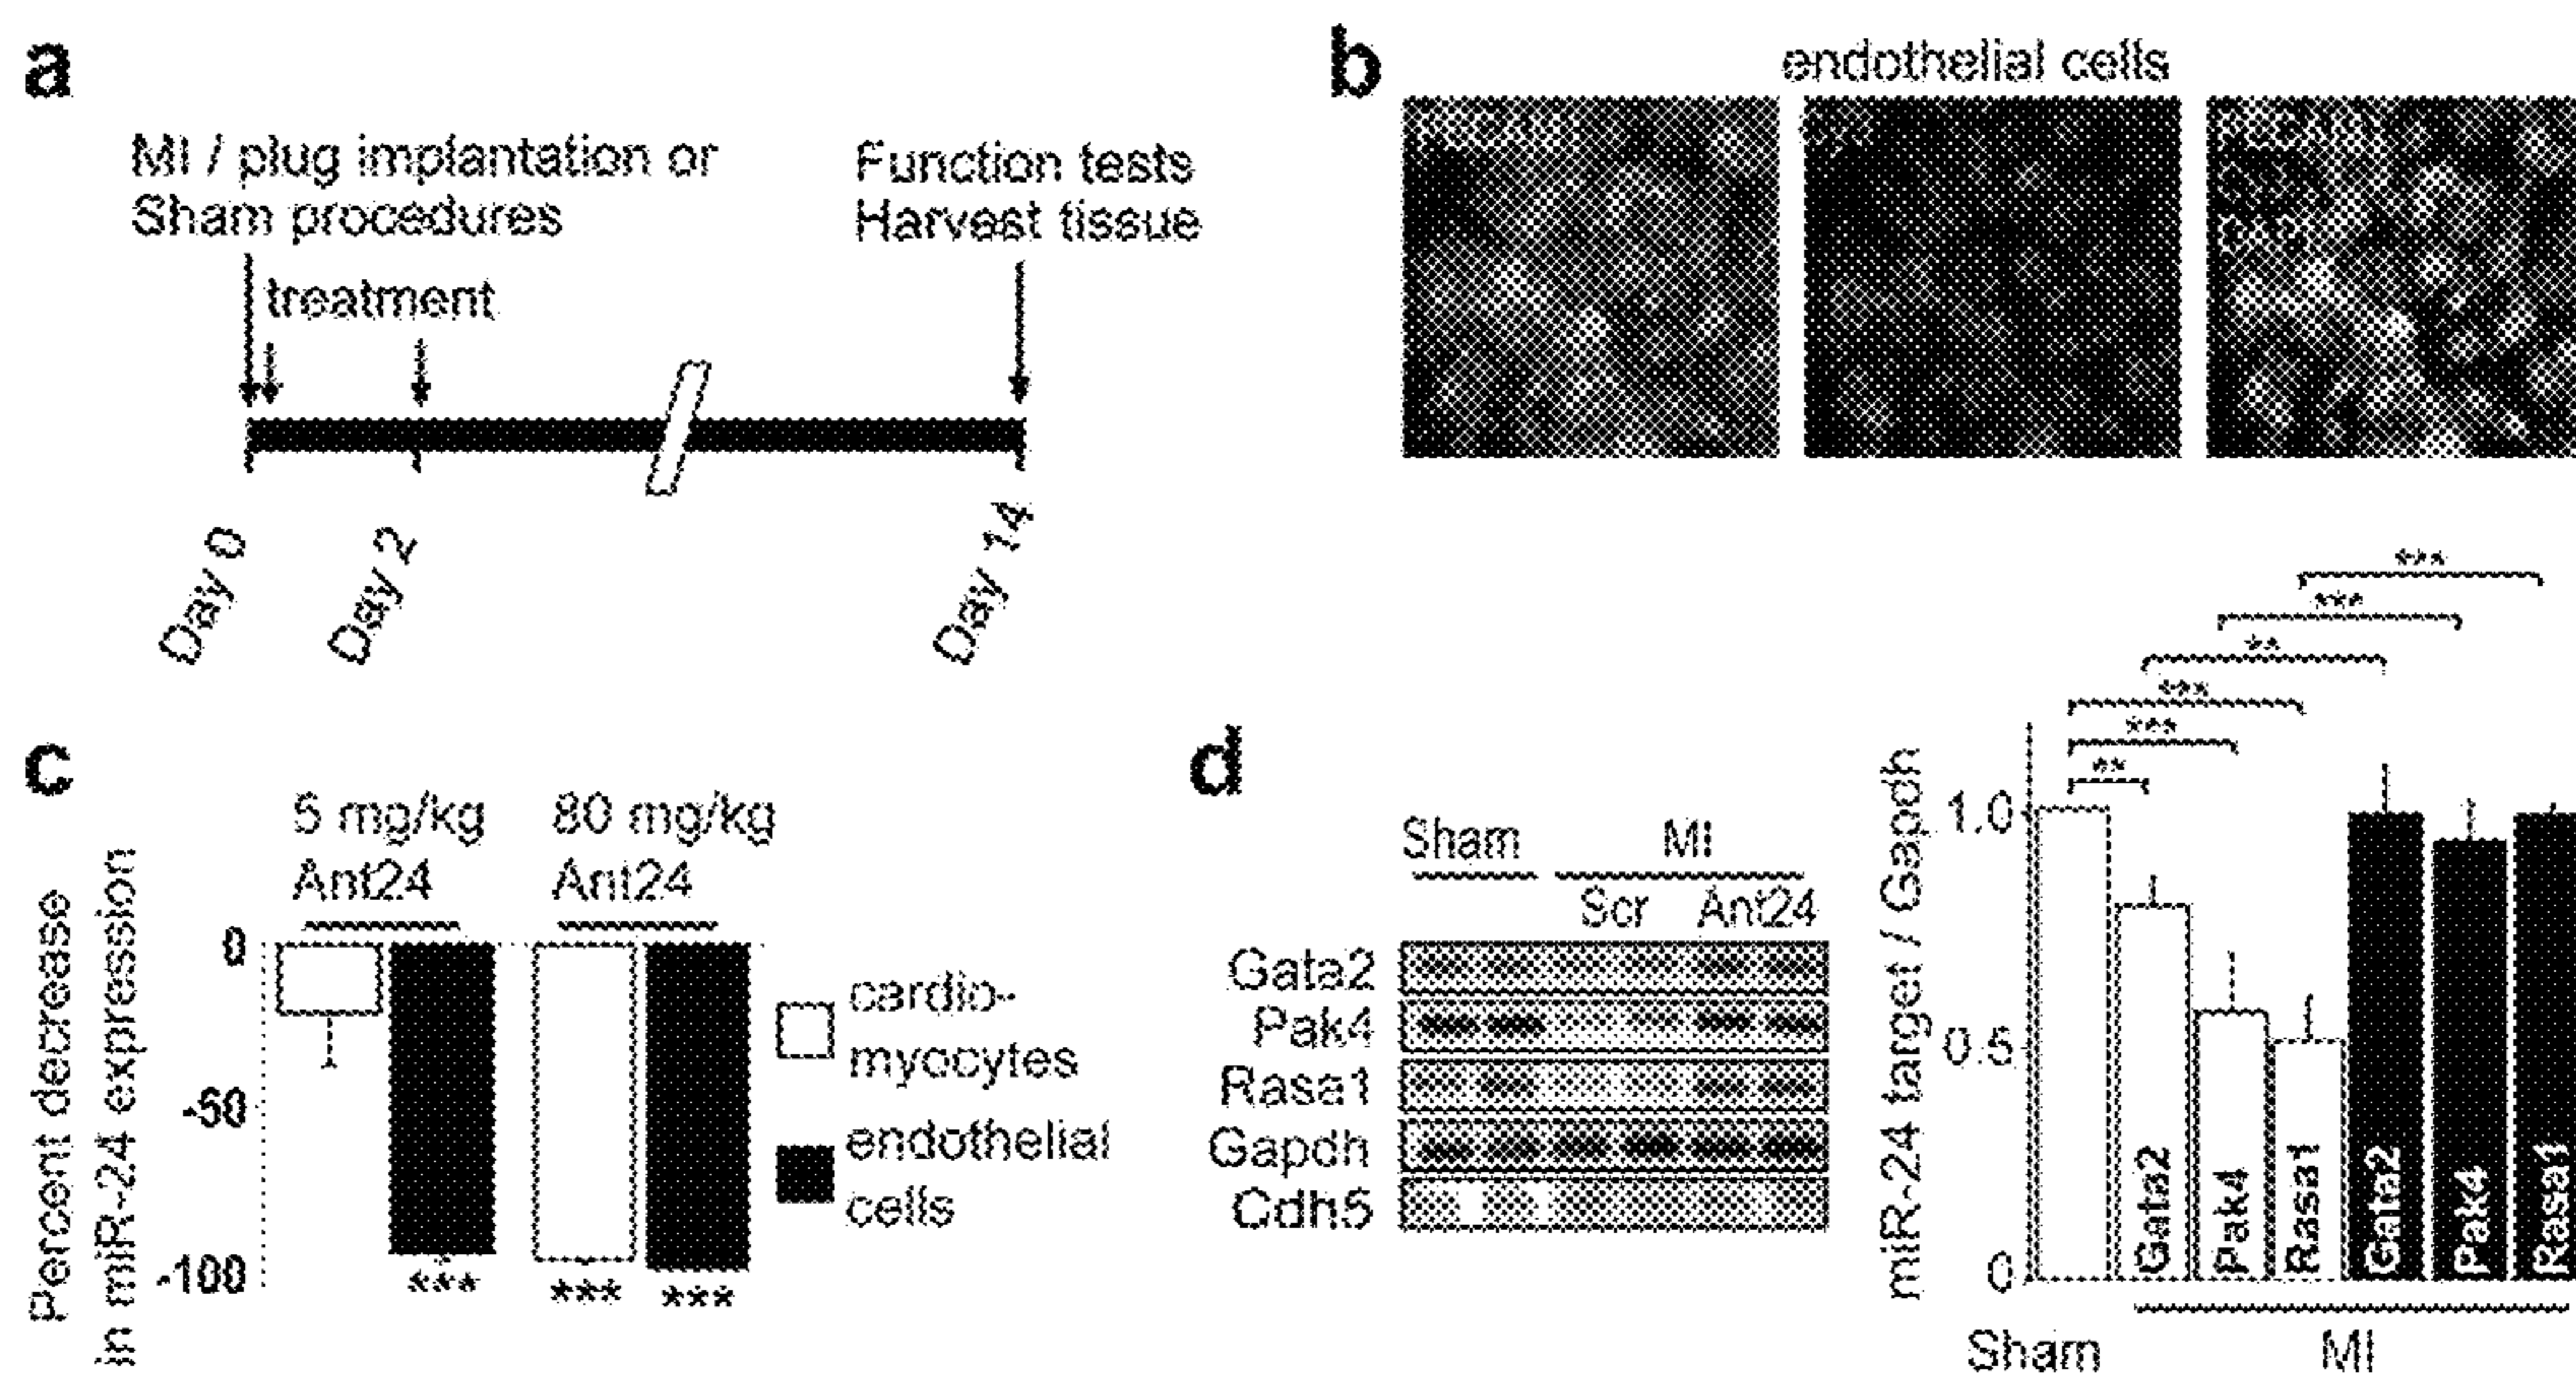 a
MI / plug implantation or
Sham procedures
treatment
Function tests
Harvest tissue
Day 0
Day 2
Day 14
b
endothelial cells
c
5 mg/kg
Ant24
80 mg/kg
Ant24
Percent decrease
in miR-24 expression
0
-50
-100
***
***
***
cardio-
myocytes
endothelial
cells
d
Sham
MI
Scr
Ant24
Gata2
Pak4
Rasa1
Gapdh
Cdh5
miR-24 target / Gapdh
1.0
0.5
0
***
***
**
***
***
**
Gata2
Pak4
Rasa1
Gata2
Pak4
Rasa1
Sham
MI